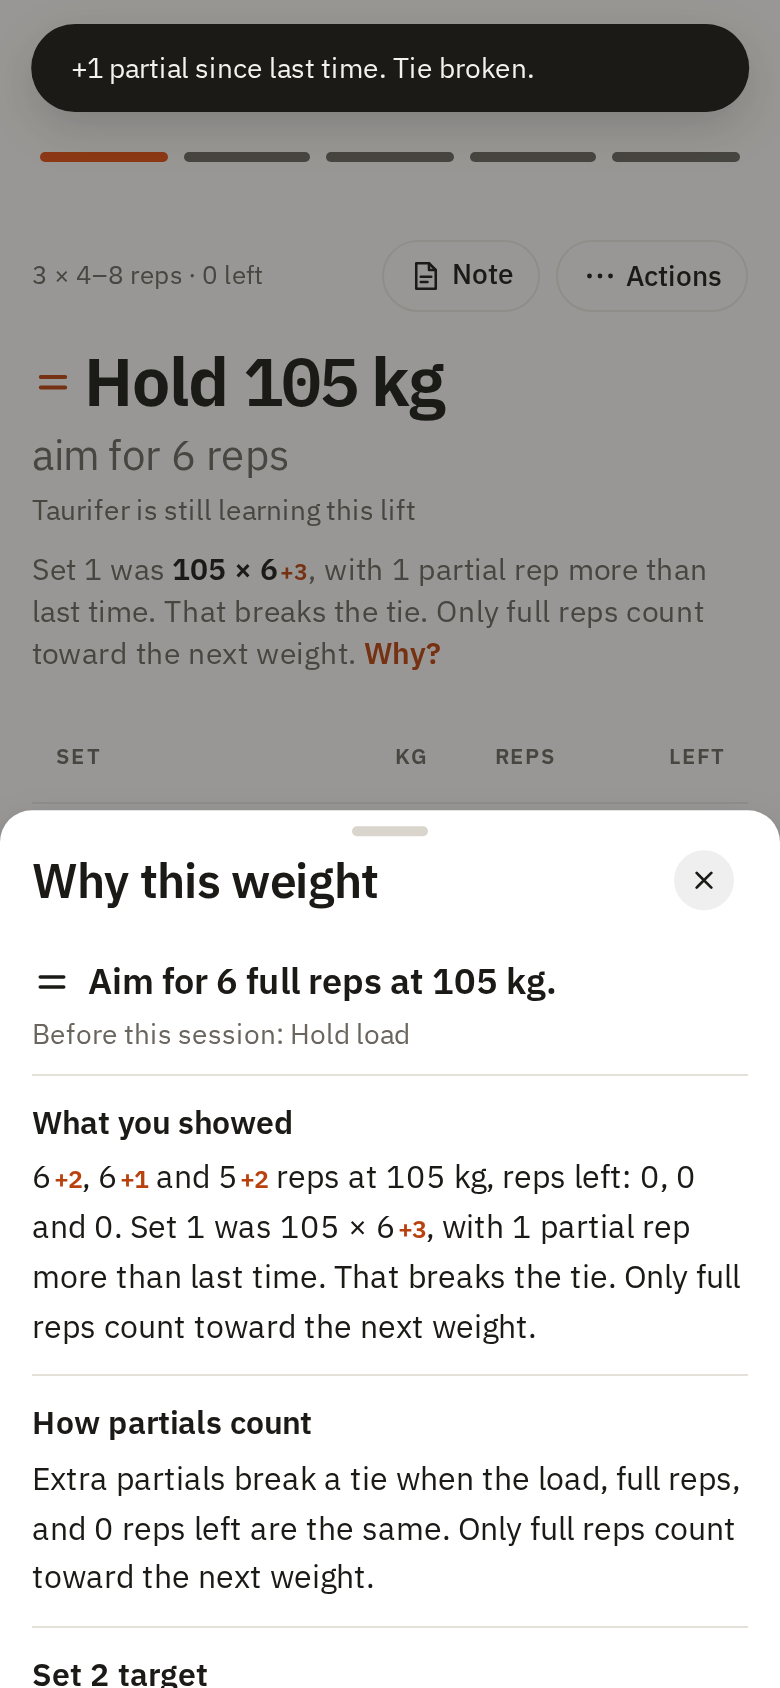 +1 partial since last time. Tie broken.
3 × 4–8 reps · 0 left
Note
Actions
= Hold 105 kg
aim for 6 reps
Taurifer is still learning this lift
Set 1 was 105 × 6 +3, with 1 partial rep more than
last time. That breaks the tie. Only full reps count
toward the next weight. Why?
SET KG REPS LEFT
Why this weight
= Aim for 6 full reps at 105 kg.
Before this session: Hold load
What you showed
6 +2, 6 +1 and 5 +2 reps at 105 kg, reps left: 0, 0
and 0. Set 1 was 105 × 6 +3, with 1 partial rep
more than last time. That breaks the tie. Only full
reps count toward the next weight.
How partials count
Extra partials break a tie when the load, full reps,
and 0 reps left are the same. Only full reps count
toward the next weight.
Set 2 target